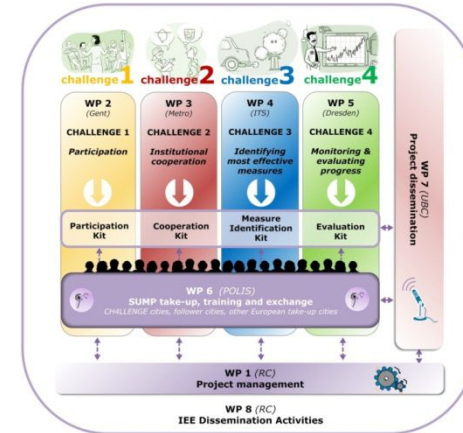 challenge 1
challenge 2
challenge 3
challenge 4
WP 2
(Gent)
CHALLENGE 1
Participation
WP 3
(Metro)
CHALLENGE 2
Institutional
cooperation
WP 4
(ITS)
CHALLENGE 3
Identifying
most effective
measures
WP 5
(Dresden)
CHALLENGE 4
Monitoring &
evaluating
progress
Participation
Kit
Cooperation
Kit
Measure
Identification
Kit
Evaluation
Kit
WP 6 (POLIS)
SUMP take-up, training and exchange
CHALLENGE cities, follower cities, other European take-up cities
WP 7 (UBC)
Project dissemination
WP 1 (RC)
Project management
WP 8 (RC)
IEE Dissemination Activities